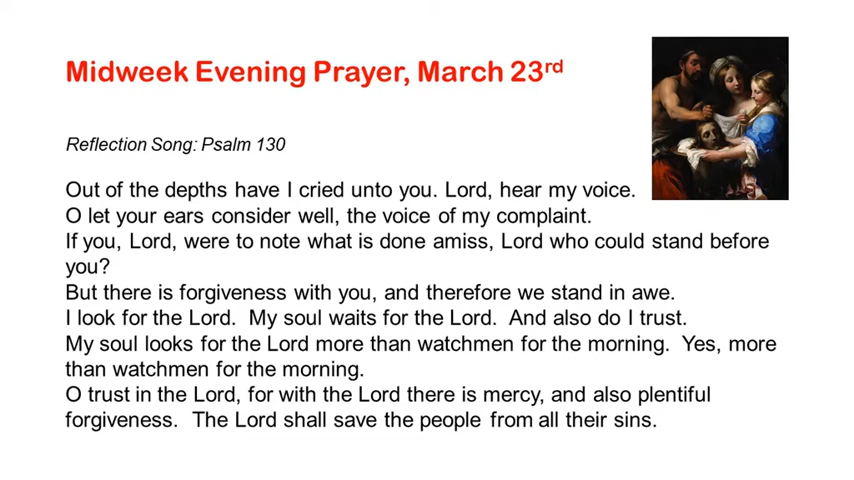 Midweek Evening Prayer, March 23rd
Reflection Song: Psalm 130
Out of the depths have I cried unto you. Lord, hear my voice.
O let your ears consider well, the voice of my complaint.
If you, Lord, were to note what is done amiss, Lord who could stand before
you?
But there is forgiveness with you, and therefore we stand in awe.
I look for the Lord.  My soul waits for the Lord.  And also do I trust.
My soul looks for the Lord more than watchmen for the morning.  Yes, more
than watchmen for the morning.
O trust in the Lord, for with the Lord there is mercy, and also plentiful
forgiveness.  The Lord shall save the people from all their sins.